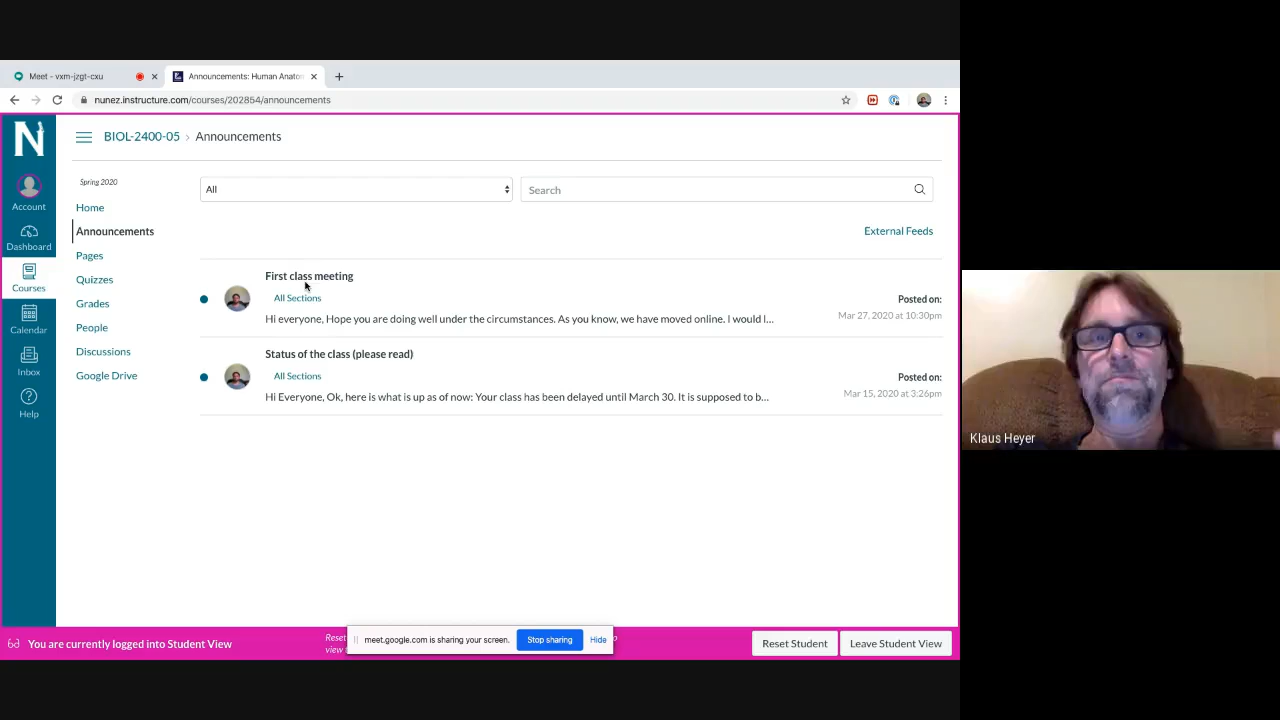 Meet - vxm-jzgt-cxu
Announcements: Human Anato
nunez.instructure.com/courses/202854/announcements
N
BIOL-2400-05 › Announcements
Account
Dashboard
Courses
Calendar
Inbox
Help
Spring 2020
Home
Announcements
Pages
Quizzes
Grades
People
Discussions
Google Drive
All
Search
External Feeds
First class meeting
All Sections
Hi everyone, Hope you are doing well under the circumstances. As you know, we have moved online. I would l...
Posted on:
Mar 27, 2020 at 10:30pm
Status of the class (please read)
All Sections
Hi Everyone, Ok, here is what is up as of now: Your class has been delayed until March 30. It is supposed to b...
Posted on:
Mar 15, 2020 at 3:26pm
Klaus Heyer
You are currently logged into Student View
Reset
view
meet.google.com is sharing your screen.
Stop sharing
Hide
Reset Student
Leave Student View